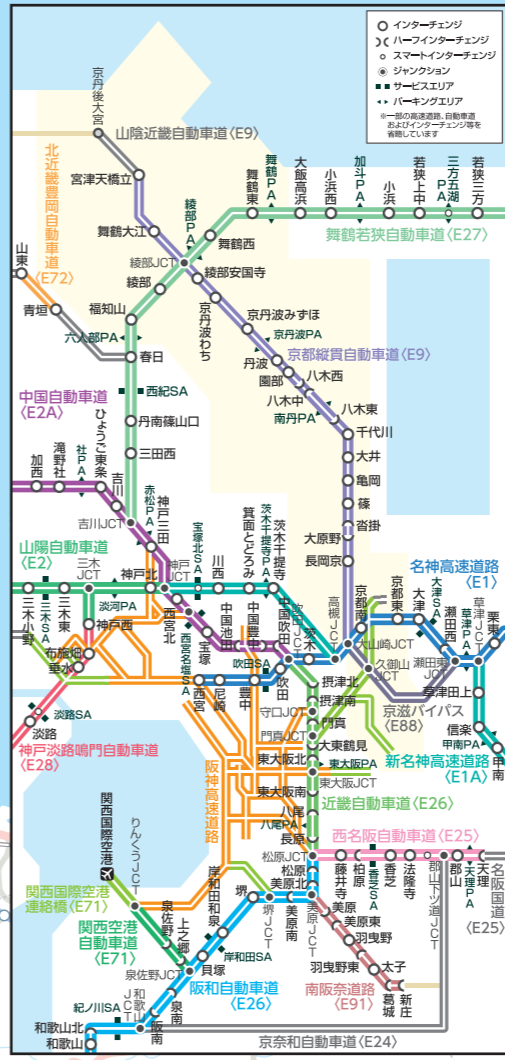 インターチェンジ
ハーフインターチェンジ
スマートインターチェンジ
ジャンクション
サービスエリア
パーキングエリア
※一部の高速道路、自動車道
およびインターチェンジ等を
省略しています
京丹後大宮
山陰近畿自動車道〈E9〉
北近畿豊岡自動車道
〈E72〉
宮津天橋立
舞鶴大江
綾部PA
舞鶴東
舞鶴PA
大飯高浜
小浜西
加斗PA
小浜
若狭上中
三方五湖
PA
若狭三方
舞鶴西
舞鶴若狭自動車道〈E27〉
山東
綾部JCT
綾部
綾部安国寺
青垣
福知山
京丹波わち
京丹波みずほ
京丹波PA
六人部PA
春日
丹波
園部
京都縦貫自動車道〈E9〉
八木西
八木中
南丹PA
八木東
西紀SA
中国自動車道
〈E2A〉
丹南篠山口
三田西
千代川
大井
亀岡
篠
沓掛
大原野
長岡京
加西
滝野社
社PA
ひょうご東条
吉川
吉川JCT
赤松PA
神戸三田
山陽自動車道
〈E2〉
三木
JCT
神戸北
神戸
JCT
宝塚北SA
川西
箕面とどろみ
茨木千提寺PA
茨木千提寺
名神高速道路
〈E1〉
三木小野
三木SA
三木東
淡河PA
神戸西
西宮北
西宮名塩SA
宝塚
中国池田
中国豊中
中国吹田
吹田JCT
茨木
高槻JCT
京都南
京都東
大津
大津SA
瀬田西
草津PA
草津JCT
栗東
大山崎JCT
布施畑
垂水
吹田SA
吹田
西宮
尼崎
豊中
摂津北
摂津南
久御山
JCT
瀬田東
JCT
草津田上
京滋バイパス
〈E88〉
信楽
甲南PA
甲南
新名神高速道路
〈E1A〉
淡路SA
淡路
神戸淡路鳴門自動車道
〈E28〉
守口JCT
門真
門真JCT
大東鶴見
東大阪北
東大阪PA
東大阪JCT
東大阪南
近畿自動車道〈E26〉
阪神高速道路
八尾
八尾PA
長原
西名阪自動車道〈E25〉
松原JCT
松原
美原北
藤井寺
柏原
香芝SA
香芝
法隆寺
郡山下ツ道JCT
郡山
天理PA
天理
名阪国道
〈E25〉
関西国際空港
りんくうJCT
関西国際空港
連絡橋〈E71〉
関西空港
自動車道
〈E71〉
泉佐野
上之郷
岸和田和泉
堺
堺JCT
美原南
美原JCT
美原
美原東
羽曳野
羽曳野東
太子
葛城
新庄
貝塚
岸和田SA
泉佐野JCT
阪和自動車道
〈E26〉
南阪奈道路
〈E91〉
紀ノ川SA
和歌山
JCT
泉南
阪南
和歌山北
和歌山
京奈和自動車道〈E24〉